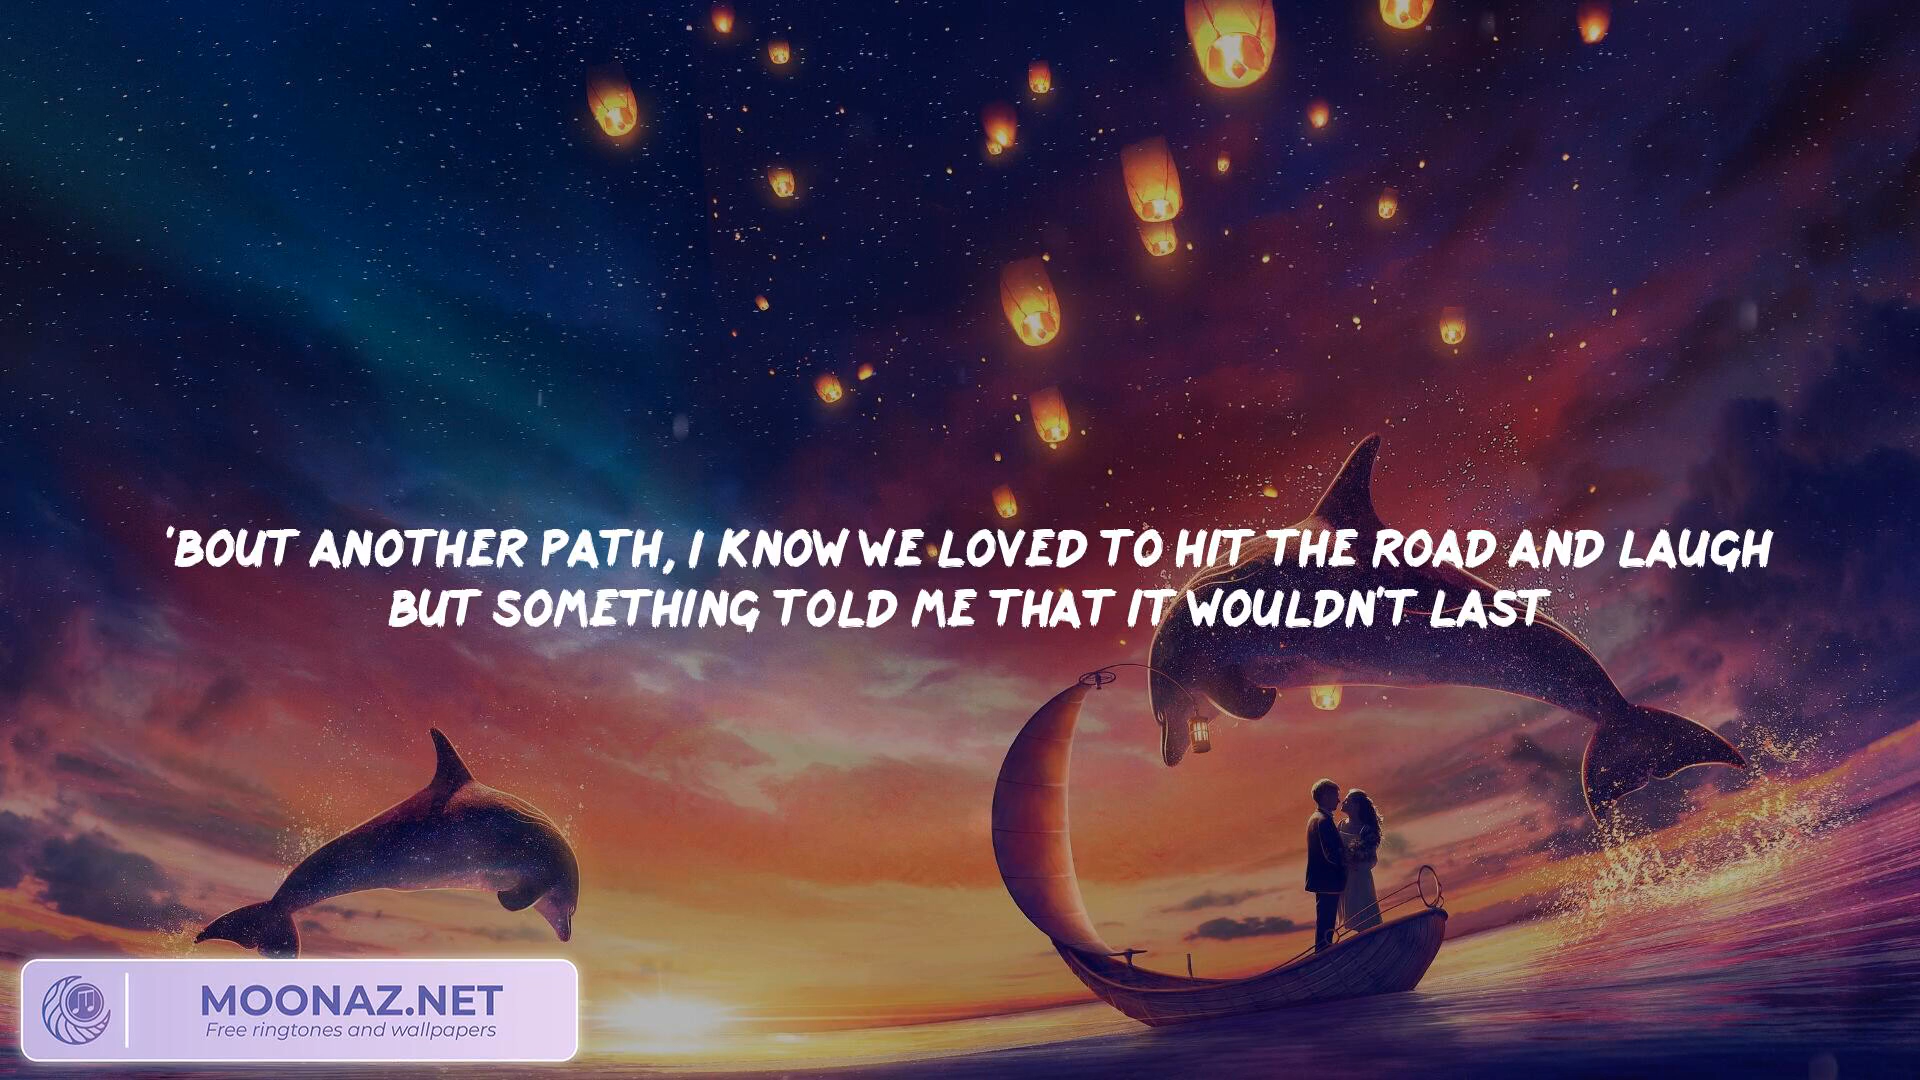 'BOUT ANOTHER PATH, I KNOW WE LOVED TO HIT THE ROAD AND LAUGH
BUT SOMETHING TOLD ME THAT IT WOULDN'T LAST
MOONAZ.NET
Free ringtones and wallpapers